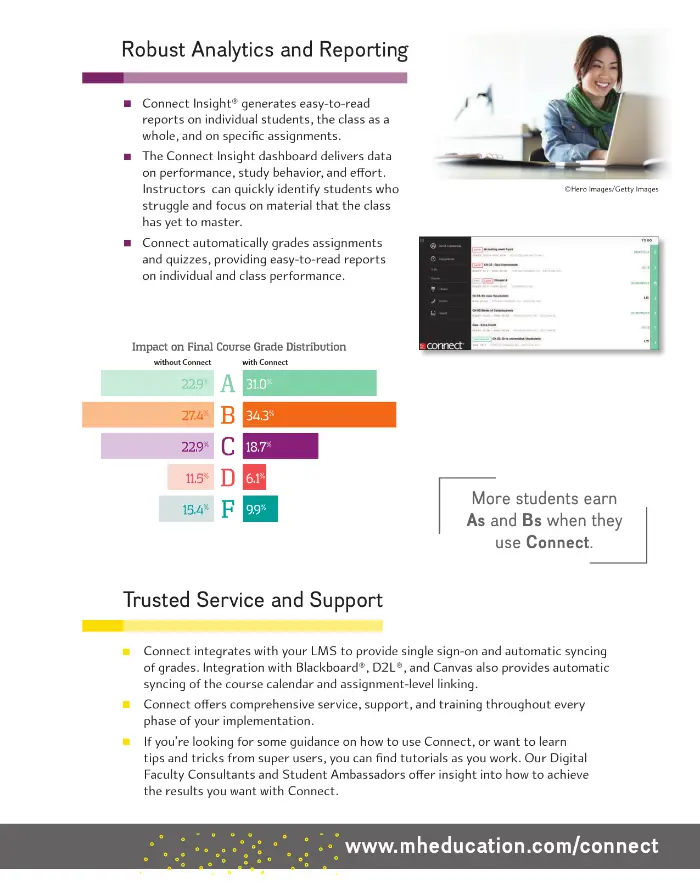 Robust Analytics and Reporting
■ Connect Insight® generates easy-to-read
reports on individual students, the class as a
whole, and on specific assignments.
■ The Connect Insight dashboard delivers data
on performance, study behavior, and effort.
Instructors can quickly identify students who
struggle and focus on material that the class
has yet to master.
■ Connect automatically grades assignments
and quizzes, providing easy-to-read reports
on individual and class performance.
©Hero Images/Getty Images
TO DO
connect
Impact on Final Course Grade Distribution
without Connect with Connect
22.9% A 31.0%
27.4% B 34.3%
22.9% C 18.7%
11.5% D 6.1%
15.4% F 9.9%
More students earn
As and Bs when they
use Connect.
Trusted Service and Support
■ Connect integrates with your LMS to provide single sign-on and automatic syncing
of grades. Integration with Blackboard®, D2L®, and Canvas also provides automatic
syncing of the course calendar and assignment-level linking.
■ Connect offers comprehensive service, support, and training throughout every
phase of your implementation.
■ If you’re looking for some guidance on how to use Connect, or want to learn
tips and tricks from super users, you can find tutorials as you work. Our Digital
Faculty Consultants and Student Ambassadors offer insight into how to achieve
the results you want with Connect.
www.mheducation.com/connect